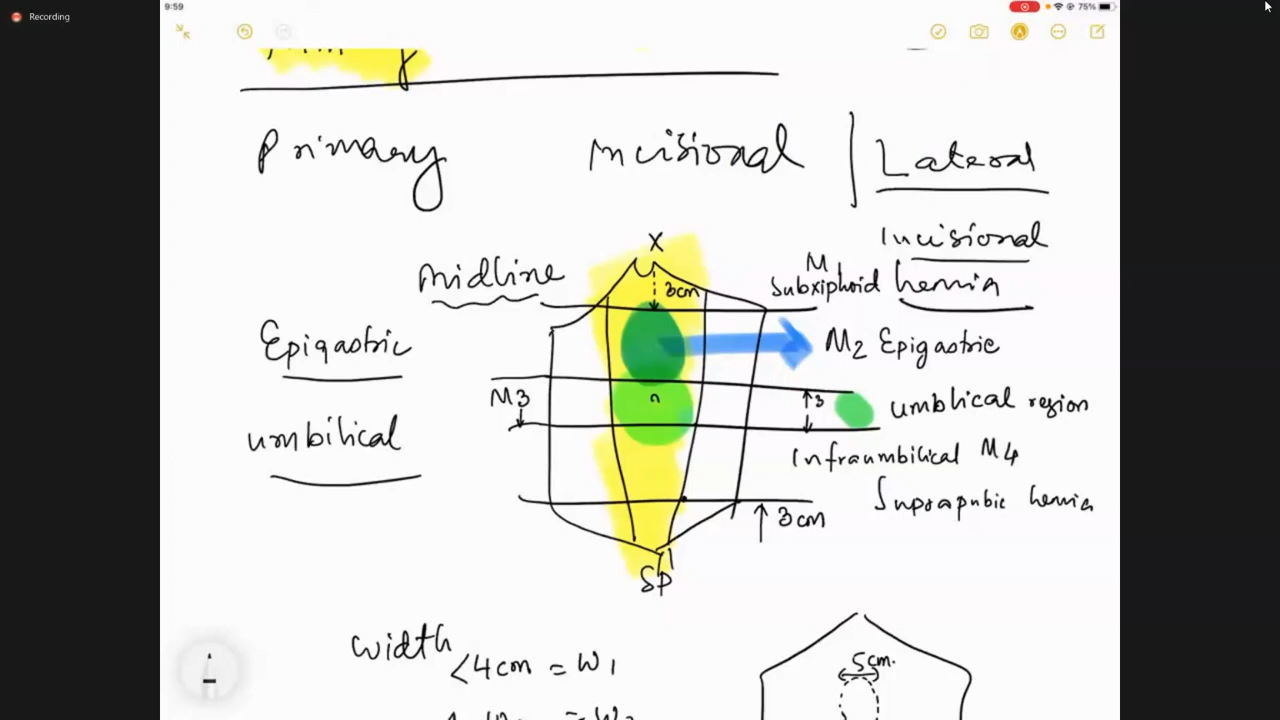 9:59
75%
Recording
Primary Incisional Lateral
Incisional
hernia
X
midline
3cm
M
Subxiphoid
Epigastric
M2 Epigastric
M3
3
umbilical region
umbilical
Infraumbilical M4
Suprapubic hernia
3cm
SP
width
<4cm = W1
5cm.